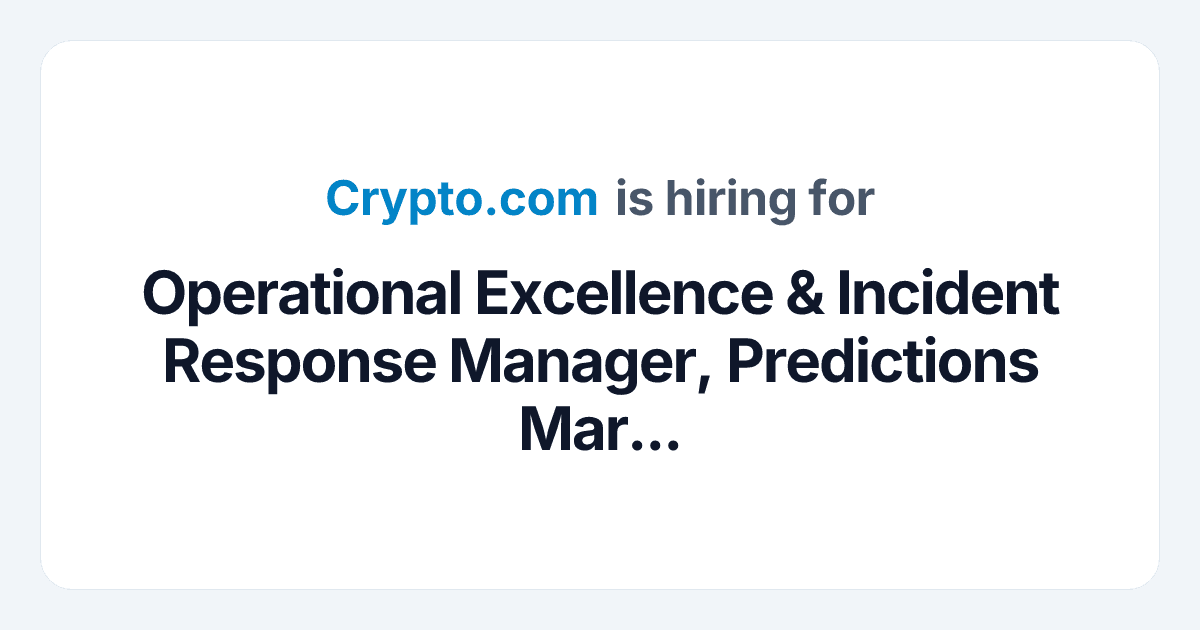 Crypto.com is hiring for
Operational Excellence & Incident
Response Manager, Predictions
Mar...